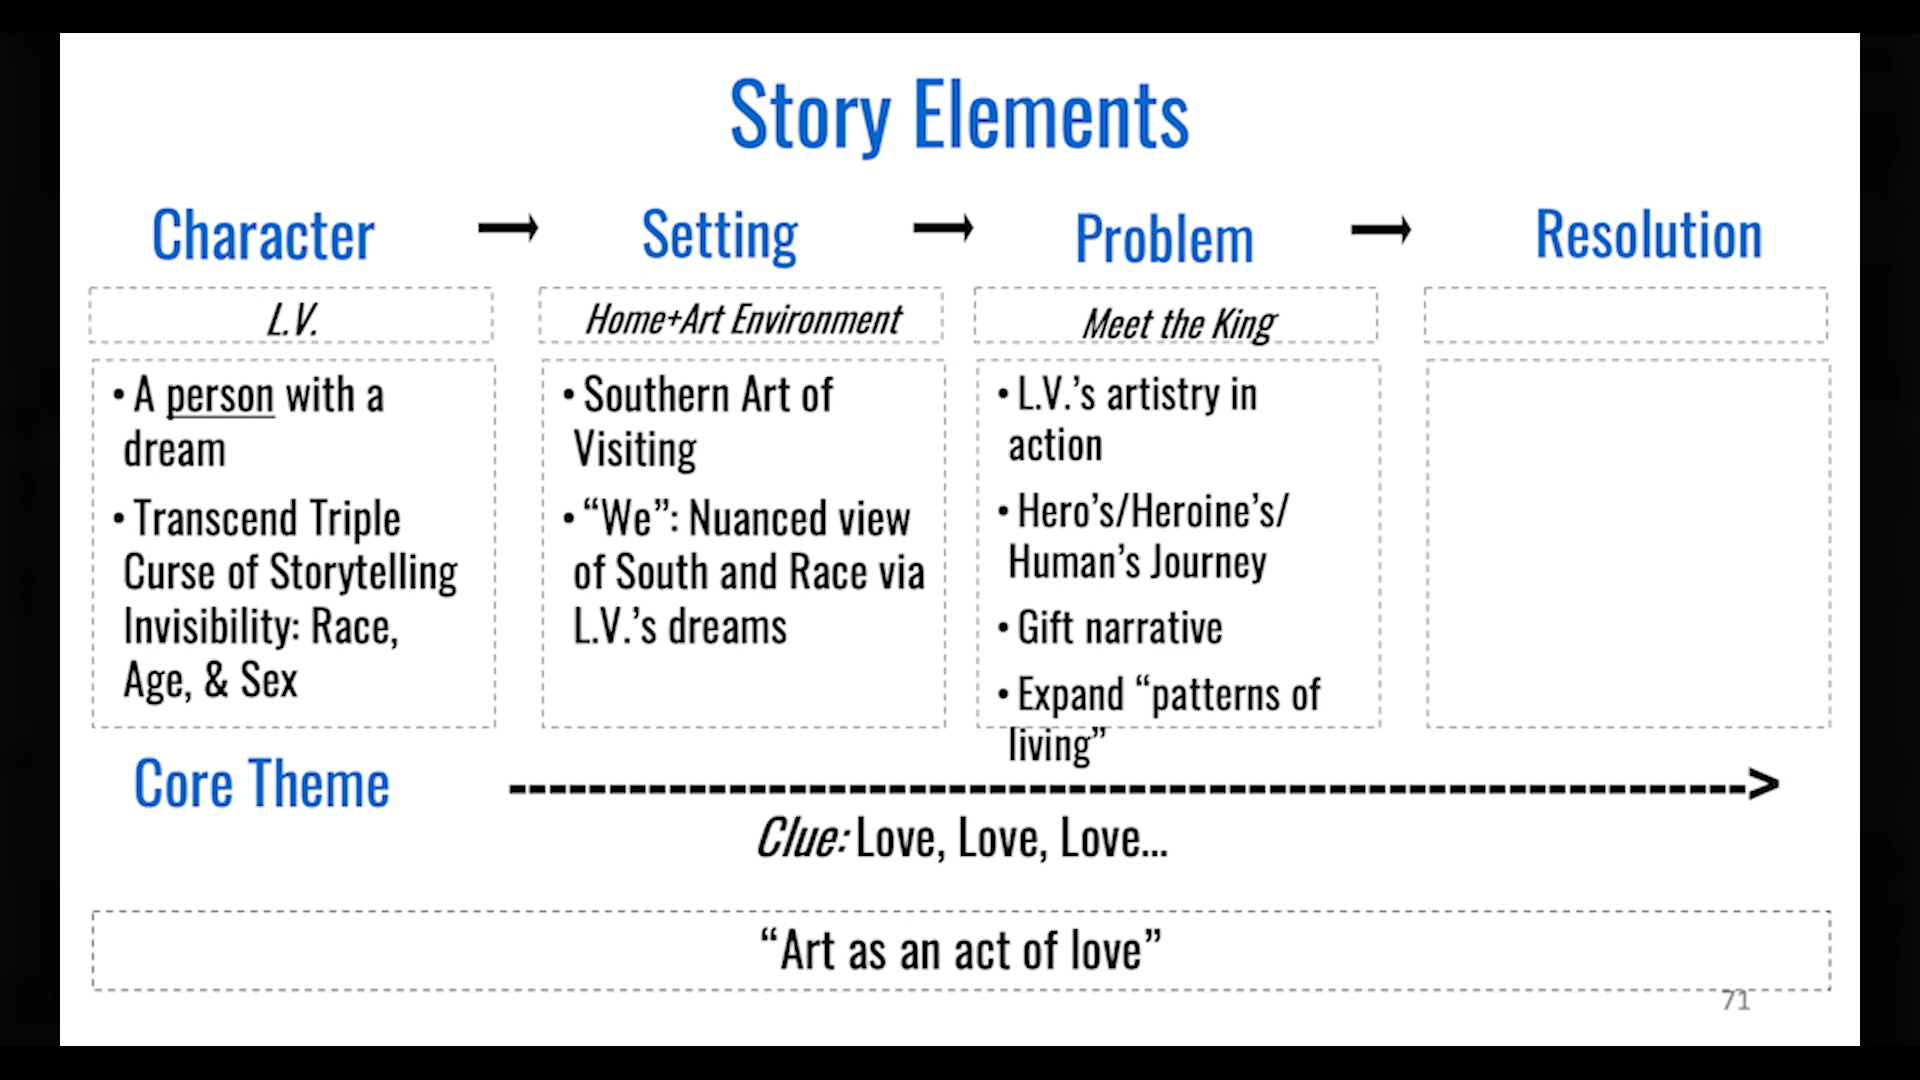 Story Elements
Character → Setting → Problem → Resolution
L.V.
Home+Art Environment
Meet the King
• A person with a
dream
• Transcend Triple
Curse of Storytelling
Invisibility: Race,
Age, & Sex
• Southern Art of
Visiting
• “We”: Nuanced view
of South and Race via
L.V.’s dreams
• L.V.’s artistry in
action
• Hero’s/Heroine’s/
Human’s Journey
• Gift narrative
• Expand “patterns of
living”
Core Theme
Clue: Love, Love, Love...
“Art as an act of love”
71